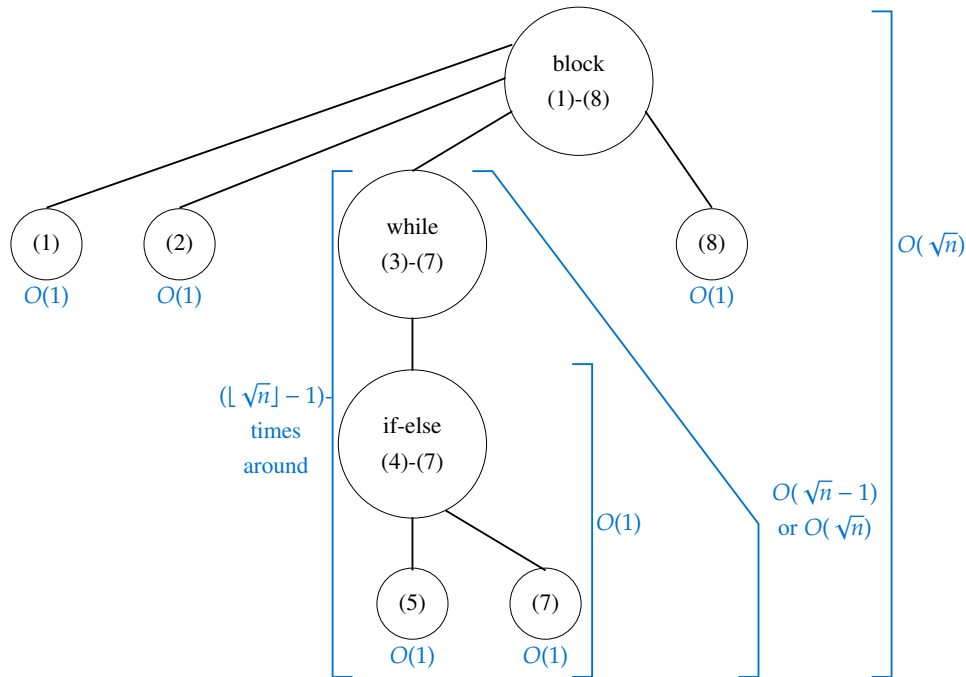 block
(1)-(8)
(1)
O(1)
(2)
O(1)
while
(3)-(7)
(8)
O(1)
O(√n)
(⌊√n⌋ − 1)-
times
around
if-else
(4)-(7)
O(1)
O(√n − 1)
or O(√n)
(5)
O(1)
(7)
O(1)